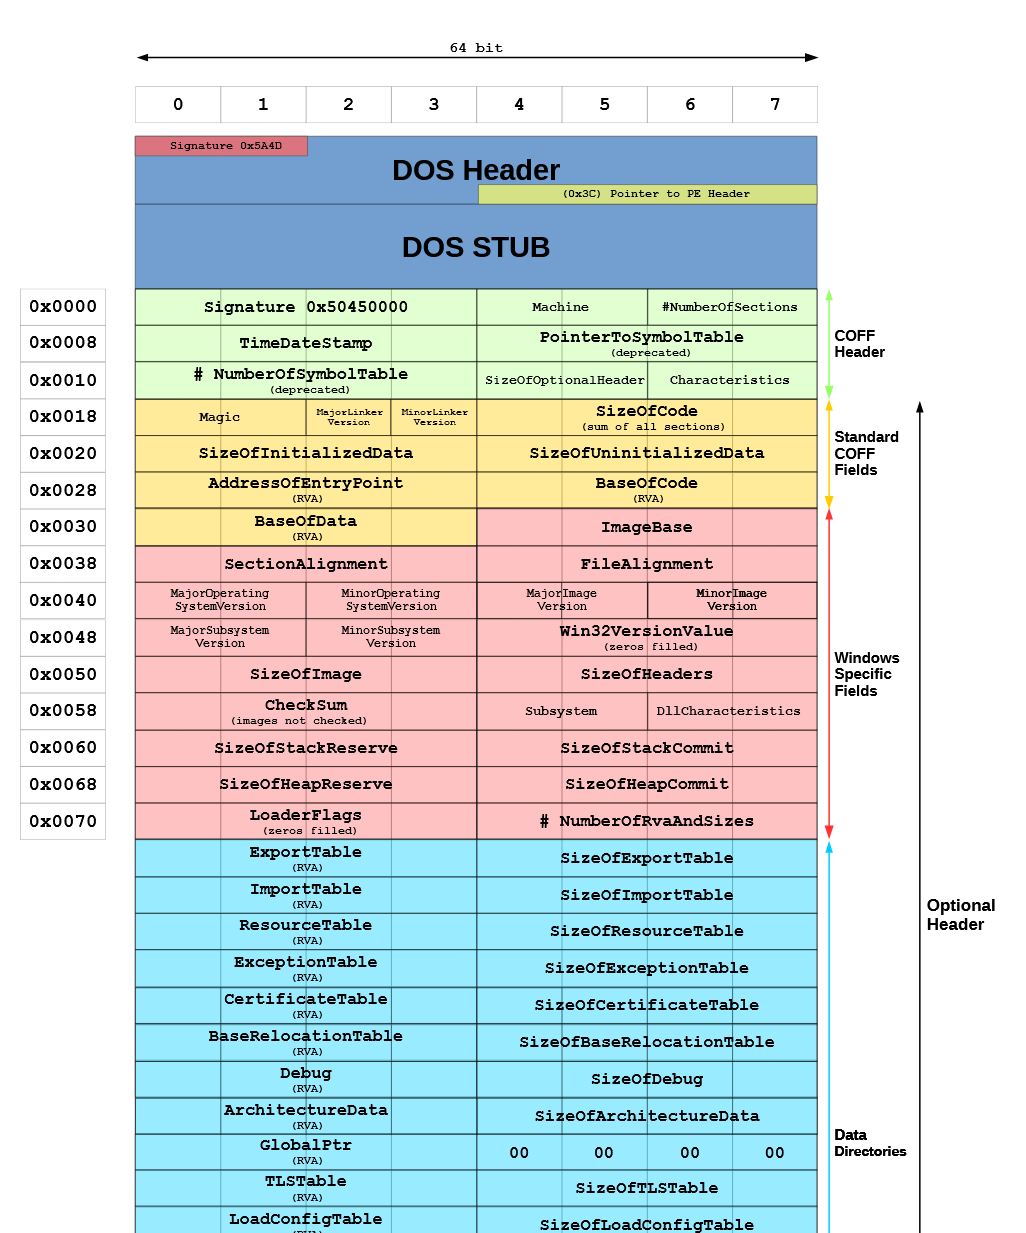 64 bit
0 1 2 3 4 5 6 7
Signature 0x5A4D
DOS Header
(0x3C) Pointer to PE Header
DOS STUB
0x0000 Signature 0x50450000 Machine #NumberOfSections
0x0008 TimeDateStamp PointerToSymbolTable
(deprecated)
COFF
Header
0x0010 # NumberOfSymbolTable SizeOfOptionalHeader Characteristics
(deprecated)
0x0018 Magic MajorLinker
Version MinorLinker
Version SizeOfCode
(sum of all sections)
Standard
COFF
Fields
0x0020 SizeOfInitializedData SizeOfUninitializedData
0x0028 AddressOfEntryPoint
(RVA) BaseOfCode
(RVA)
0x0030 BaseOfData
(RVA) ImageBase
0x0038 SectionAlignment FileAlignment
0x0040 MajorOperating
SystemVersion MinorOperating
SystemVersion MajorImage
Version MinorImage
Version
0x0048 MajorSubsystem
Version MinorSubsystem
Version Win32VersionValue
(zeros filled)
Windows
Specific
Fields
0x0050 SizeOfImage SizeOfHeaders
0x0058 CheckSum
(images not checked) Subsystem DllCharacteristics
0x0060 SizeOfStackReserve SizeOfStackCommit
0x0068 SizeOfHeapReserve SizeOfHeapCommit
0x0070 LoaderFlags
(zeros filled) # NumberOfRvaAndSizes
ExportTable
(RVA) SizeOfExportTable
ImportTable
(RVA) SizeOfImportTable
Optional
Header
ResourceTable
(RVA) SizeOfResourceTable
ExceptionTable
(RVA) SizeOfExceptionTable
CertificateTable
(RVA) SizeOfCertificateTable
BaseRelocationTable
(RVA) SizeOfBaseRelocationTable
Debug
(RVA) SizeOfDebug
ArchitectureData
(RVA) SizeOfArchitectureData
GlobalPtr
(RVA) 00 00 00 00
Data
Directories
TLSTable
(RVA) SizeOfTLSTable
LoadConfigTable SizeOfLoadConfigTable